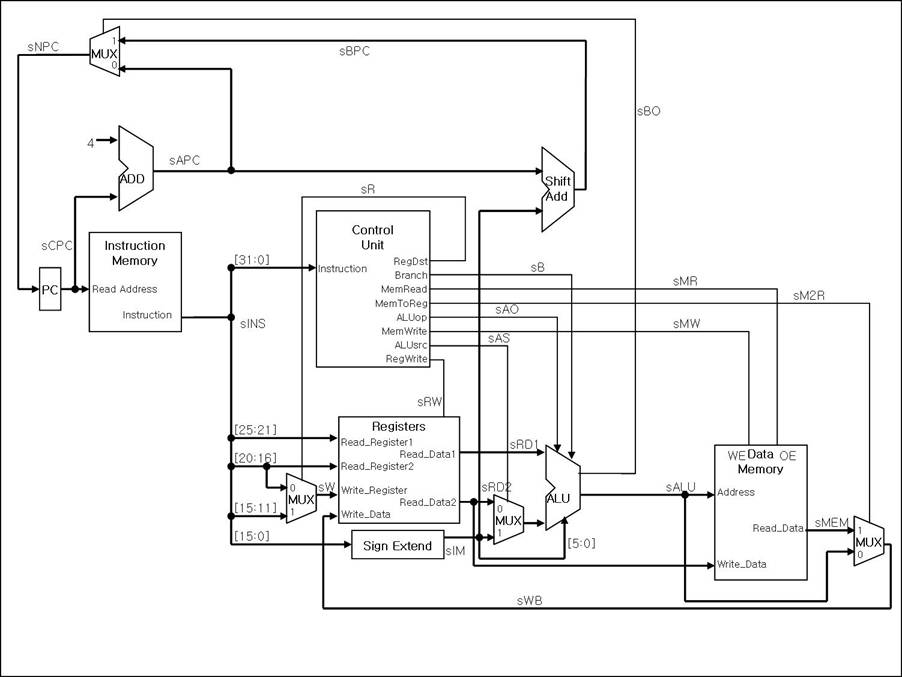 sNPC
MUX
1
0
sBPC
sBO
4
ADD
sAPC
Shift
Add
sR
sCPC
PC
Instruction
Memory
Read Address
Instruction
sINS
[31:0]
Control
Unit
Instruction
RegDst
Branch
MemRead
MemToReg
ALUop
MemWrite
ALUsrc
RegWrite
sB
sMR
sM2R
sAO
sMW
sAS
sRW
[25:21]
[20:16]
[15:11]
[15:0]
0
MUX
1
sW
Registers
Read_Register1
Read_Data1
Read_Register2
Write_Register
Read_Data2
Write_Data
Sign Extend
sIM
sRD1
sRD2
0
MUX
1
ALU
[5:0]
sALU
WE Data OE
Memory
Address
Read_Data
Write_Data
sMEM
1
MUX
0
sWB